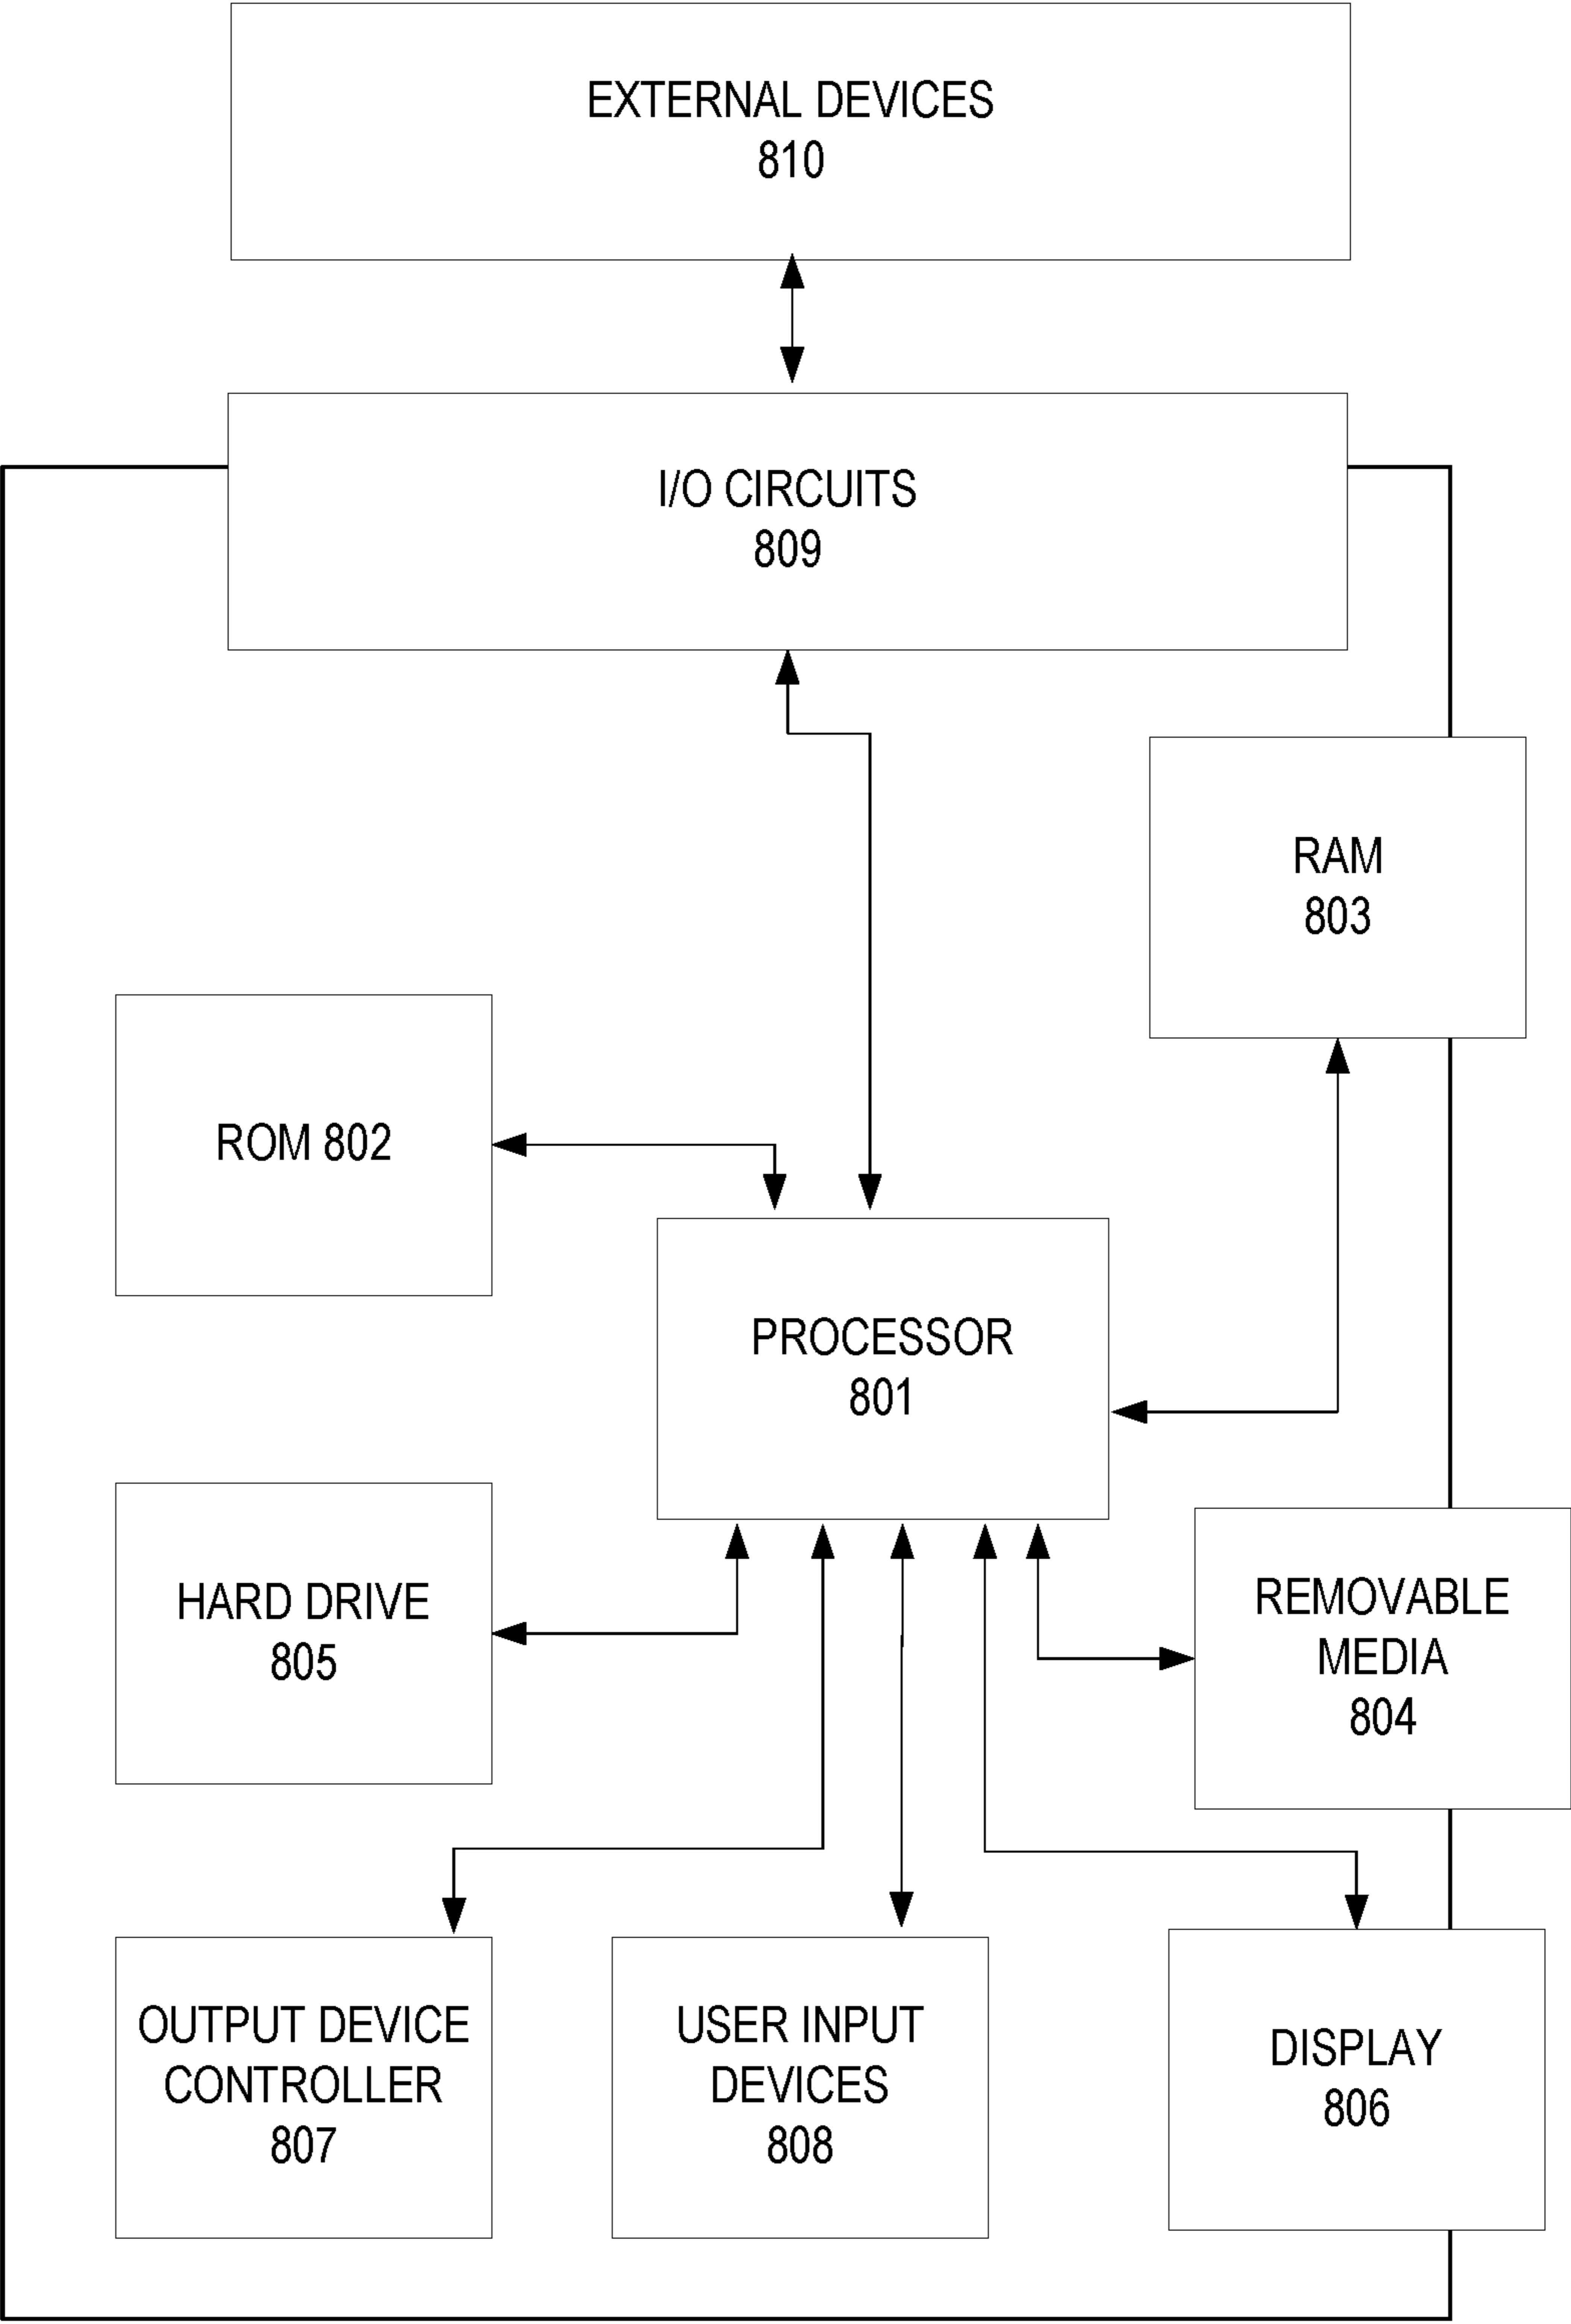 EXTERNAL DEVICES
810
I/O CIRCUITS
809
RAM
803
ROM 802
PROCESSOR
801
HARD DRIVE
805
REMOVABLE
MEDIA
804
OUTPUT DEVICE
CONTROLLER
807
USER INPUT
DEVICES
808
DISPLAY
806